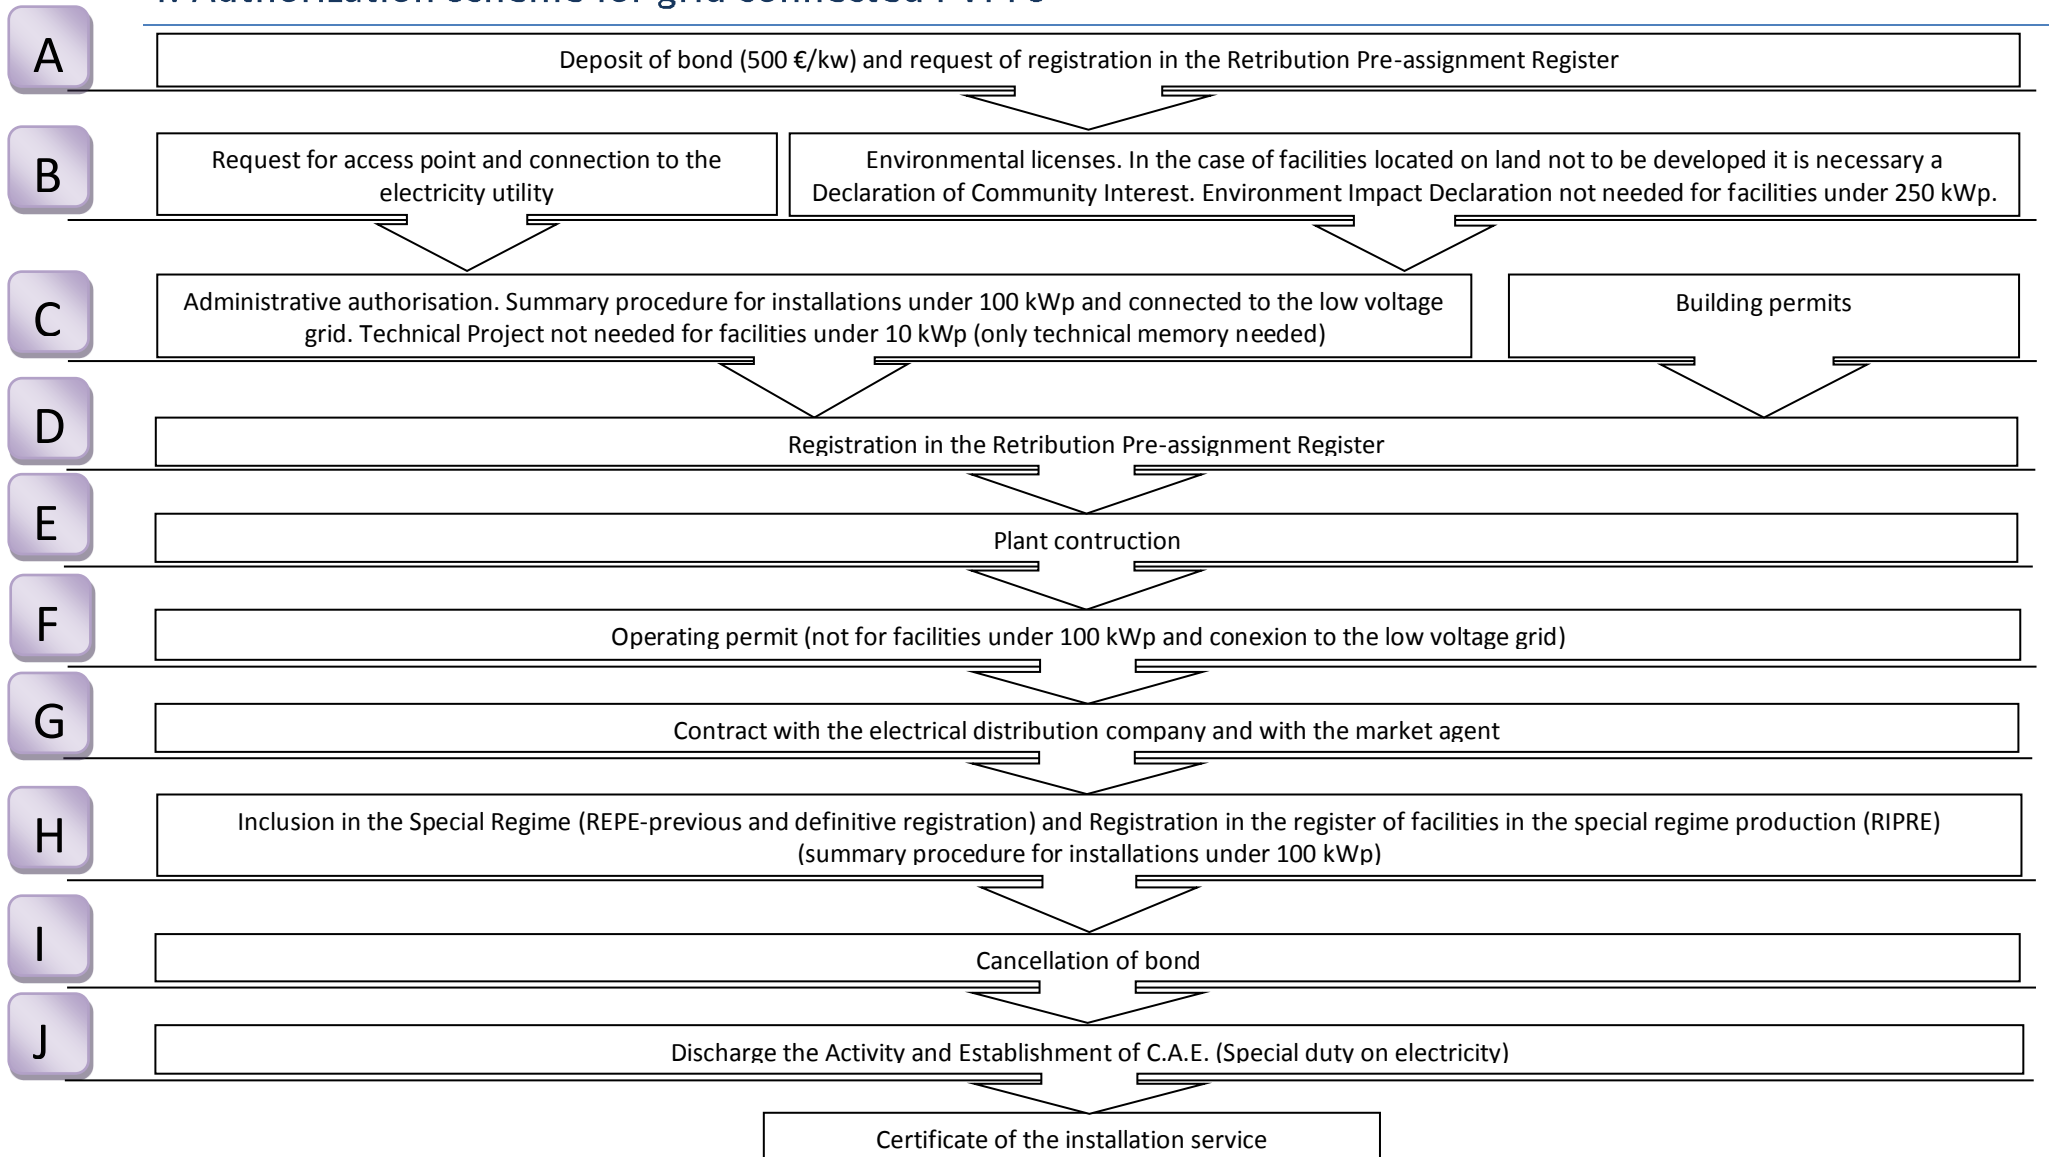 A
Deposit of bond (500 €/kw) and request of registration in the Retribution Pre-assignment Register
B
Request for access point and connection to the
electricity utility
Environmental licenses. In the case of facilities located on land not to be developed it is necessary a
Declaration of Community Interest. Environment Impact Declaration not needed for facilities under 250 kWp.
C
Administrative authorisation. Summary procedure for installations under 100 kWp and connected to the low voltage
grid. Technical Project not needed for facilities under 10 kWp (only technical memory needed)
Building permits
D
Registration in the Retribution Pre-assignment Register
E
Plant contruction
F
Operating permit (not for facilities under 100 kWp and conexion to the low voltage grid)
G
Contract with the electrical distribution company and with the market agent
H
Inclusion in the Special Regime (REPE-previous and definitive registration) and Registration in the register of facilities in the special regime production (RIPRE)
(summary procedure for installations under 100 kWp)
I
Cancellation of bond
J
Discharge the Activity and Establishment of C.A.E. (Special duty on electricity)
Certificate of the installation service